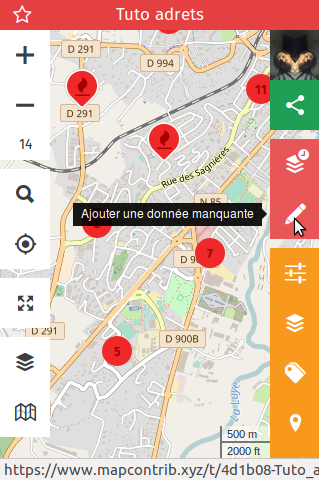 Tuto adrets
D 291
D 994
11
D 291
14
Rue des Sagnières
N 85
Ajouter une donnée manquante
D 9
7
D 291
D 900B
5
La Luye
500 m
2000 ft
https://www.mapcontrib.xyz/t/4d1b08-Tuto_a